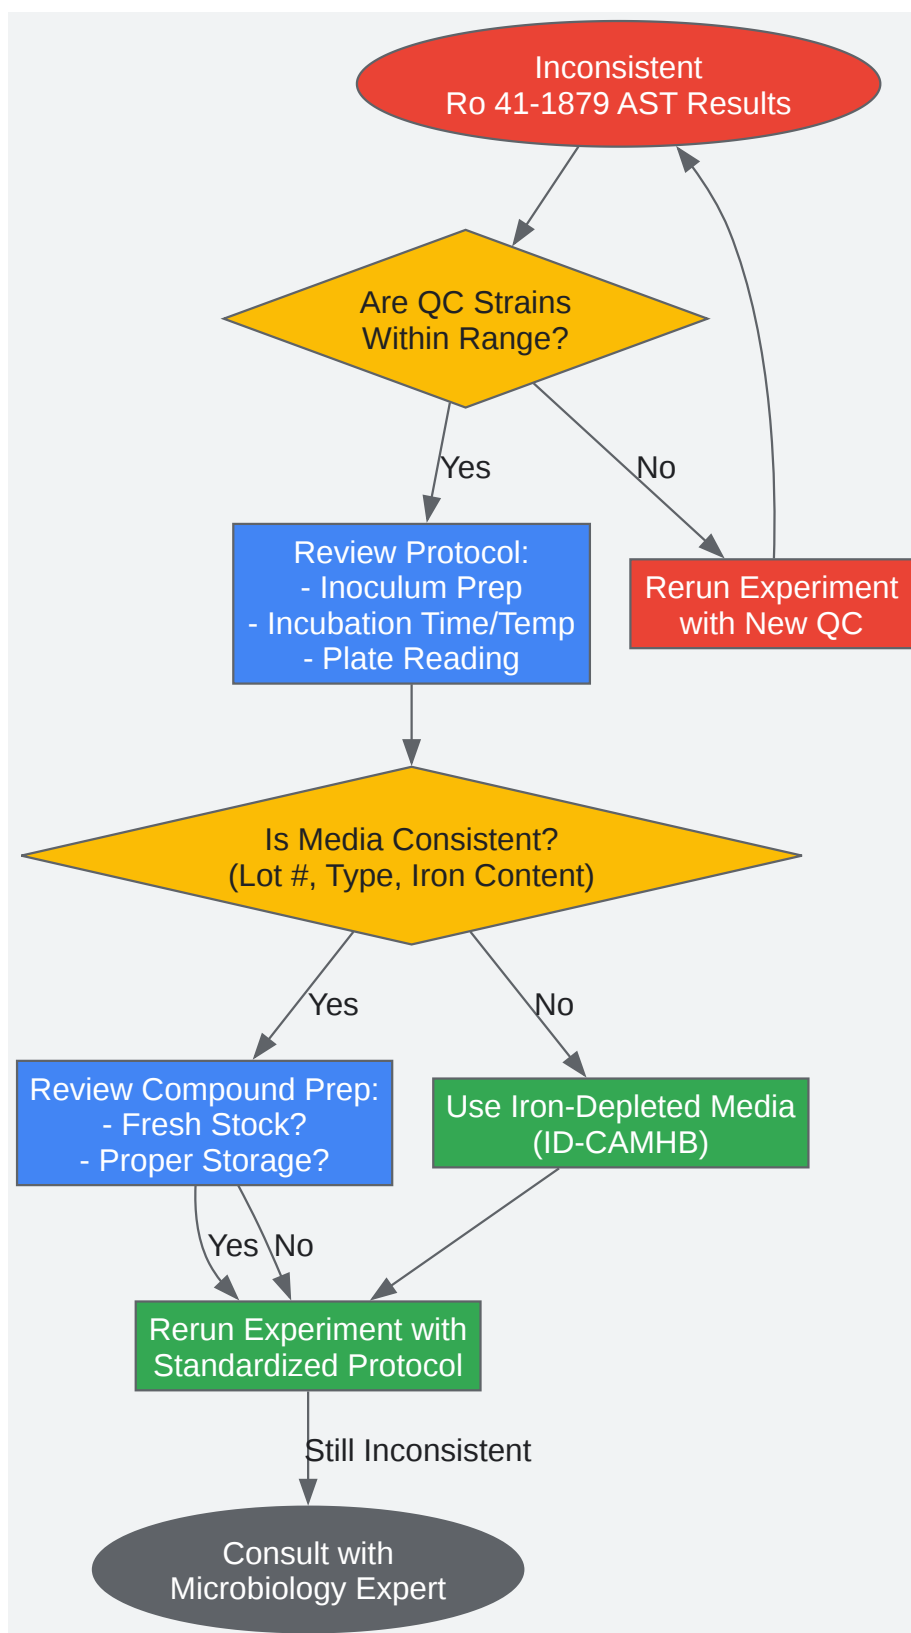 Inconsistent
Ro 41-1879 AST Results
Are QC Strains
Within Range?
Yes
No
Review Protocol:
- Inoculum Prep
- Incubation Time/Temp
- Plate Reading
Rerun Experiment
with New QC
Is Media Consistent?
(Lot #, Type, Iron Content)
Yes
No
Review Compound Prep:
- Fresh Stock?
- Proper Storage?
Use Iron-Depleted Media
(ID-CAMHB)
Yes
No
Rerun Experiment with
Standardized Protocol
Still Inconsistent
Consult with
Microbiology Expert